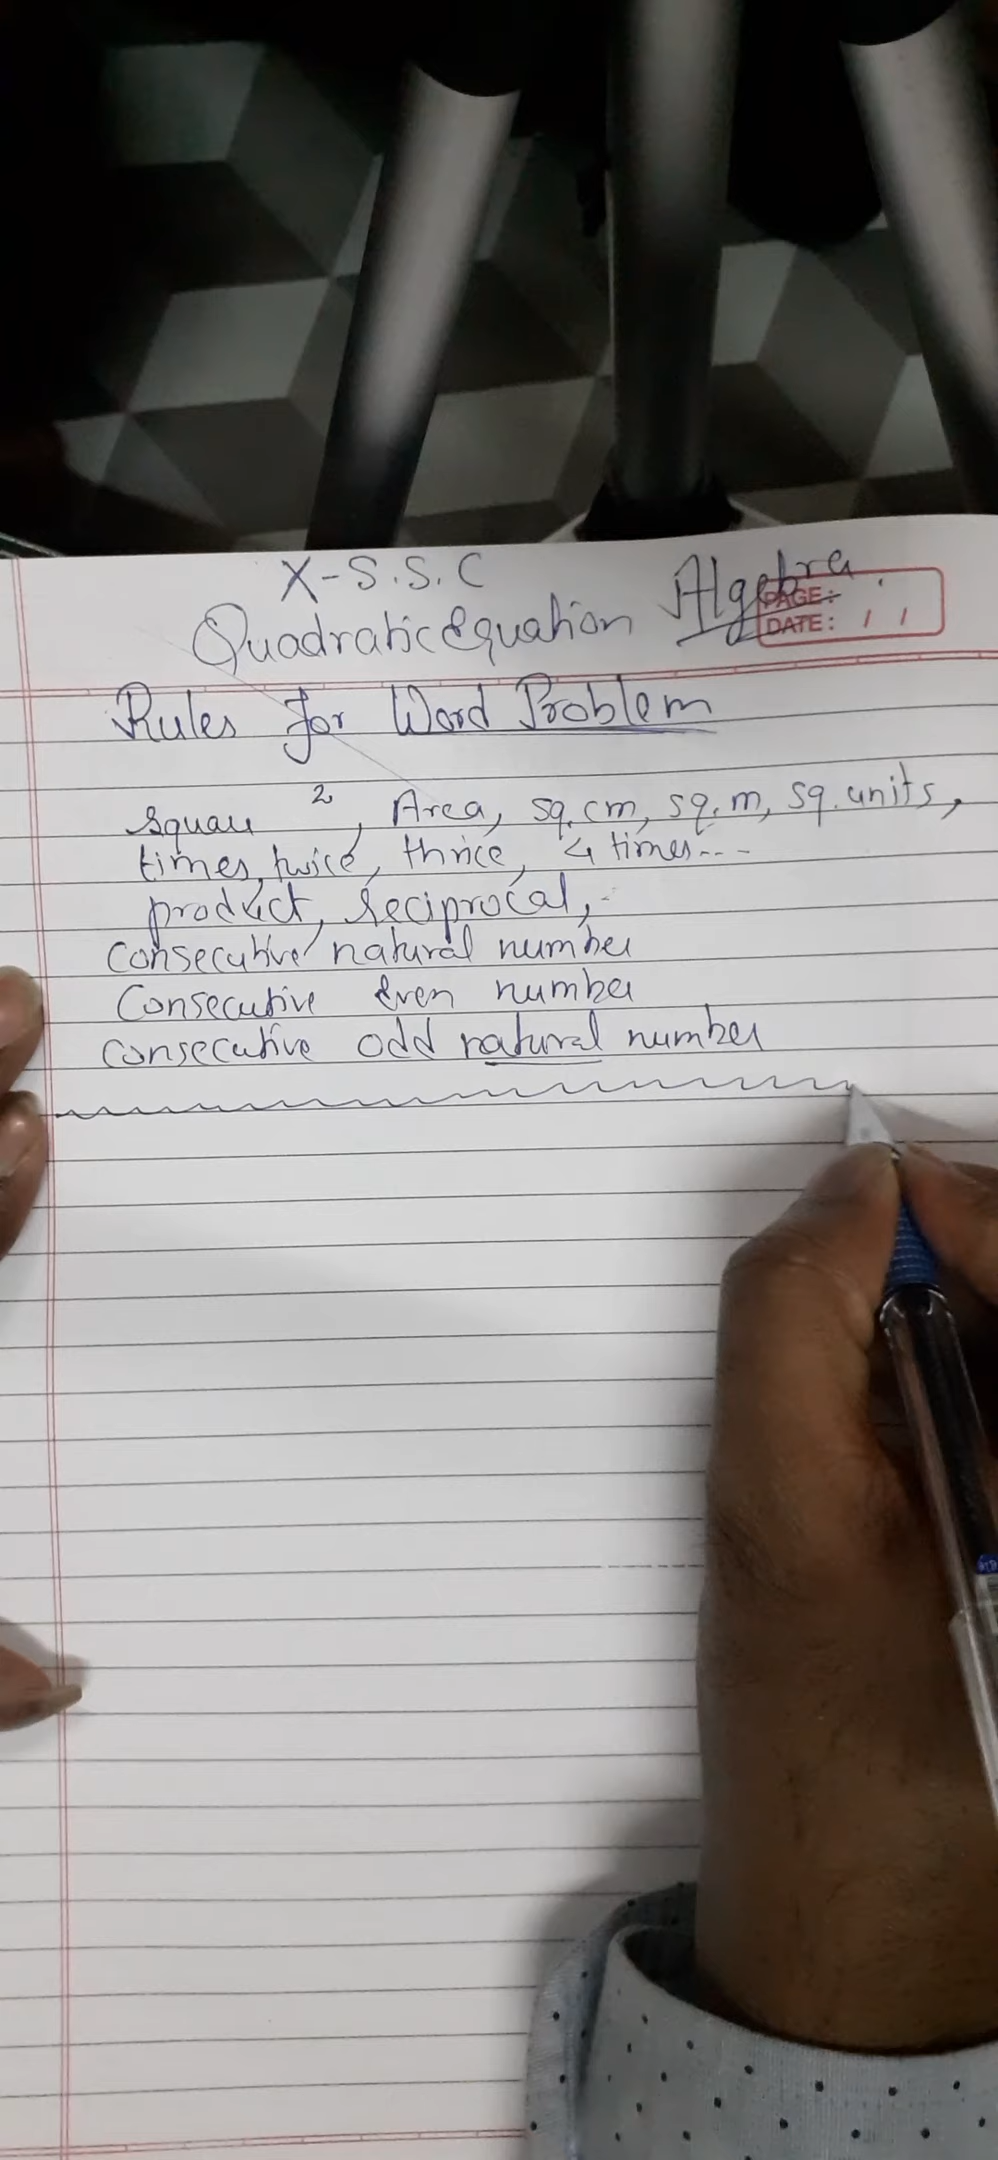 X-S.S.C
Quadratic Equation Algebra
PAGE:
DATE: / /
Rules for Word Problem
square ², Area, sq.cm, sq.m, sq.units,
times, twice, thrice, 4 times---
product, reciprocal,
consecutive natural number
Consecutive Even number
consecutive odd natural number